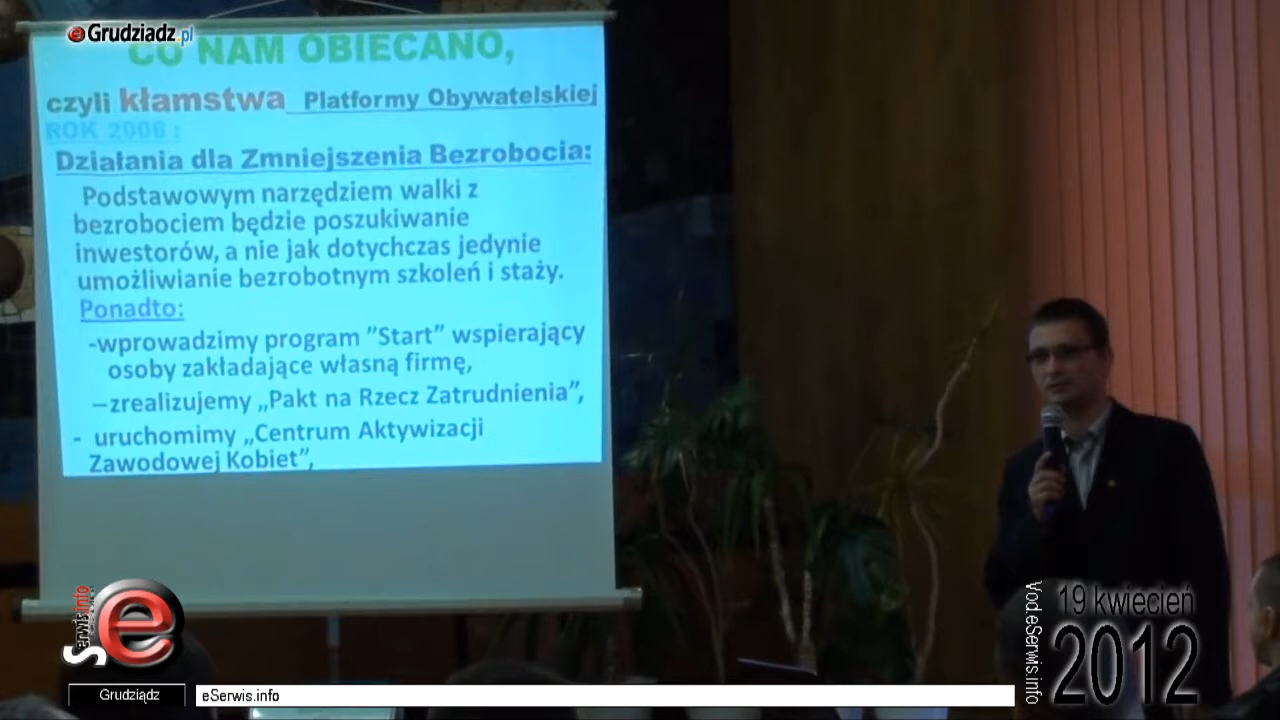 eGrudziadz.pl
CO NAM OBIECANO,
czyli kłamstwa Platformy Obywatelskiej
ROK 2006 :
Działania dla Zmniejszenia Bezrobocia:
Podstawowym narzędziem walki z
bezrobociem będzie poszukiwanie
inwestorów, a nie jak dotychczas jedynie
umożliwianie bezrobotnym szkoleń i staży.
Ponadto:
-wprowadzimy program ”Start” wspierający
osoby zakładające własną firmę,
–zrealizujemy „Pakt na Rzecz Zatrudnienia”,
- uruchomimy „Centrum Aktywizacji
Zawodowej Kobiet”,
eSerwis.info
Grudziądz
eSerwis.info
Vod.eSerwis.info
19 kwiecień
2012